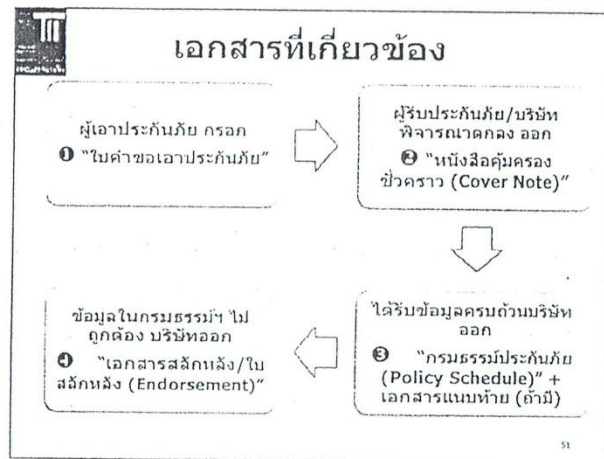 เอกสารที่เกี่ยวข้อง
ผู้เอาประกันภัย กรอก
❶ “ใบคำขอเอาประกันภัย”
ผู้รับประกันภัย/บริษัท
พิจารณาตกลง ออก
❷ “หนังสือคุ้มครอง
ชั่วคราว (Cover Note)”
ได้รับข้อมูลครบถ้วนบริษัท
ออก
❸ “กรมธรรม์ประกันภัย
(Policy Schedule)” +
เอกสารแนบท้าย (ถ้ามี)
ข้อมูลในกรมธรรม์ฯ ไม่
ถูกต้อง บริษัทออก
❹ “เอกสารสลักหลัง/ใบ
สลักหลัง (Endorsement)”
51